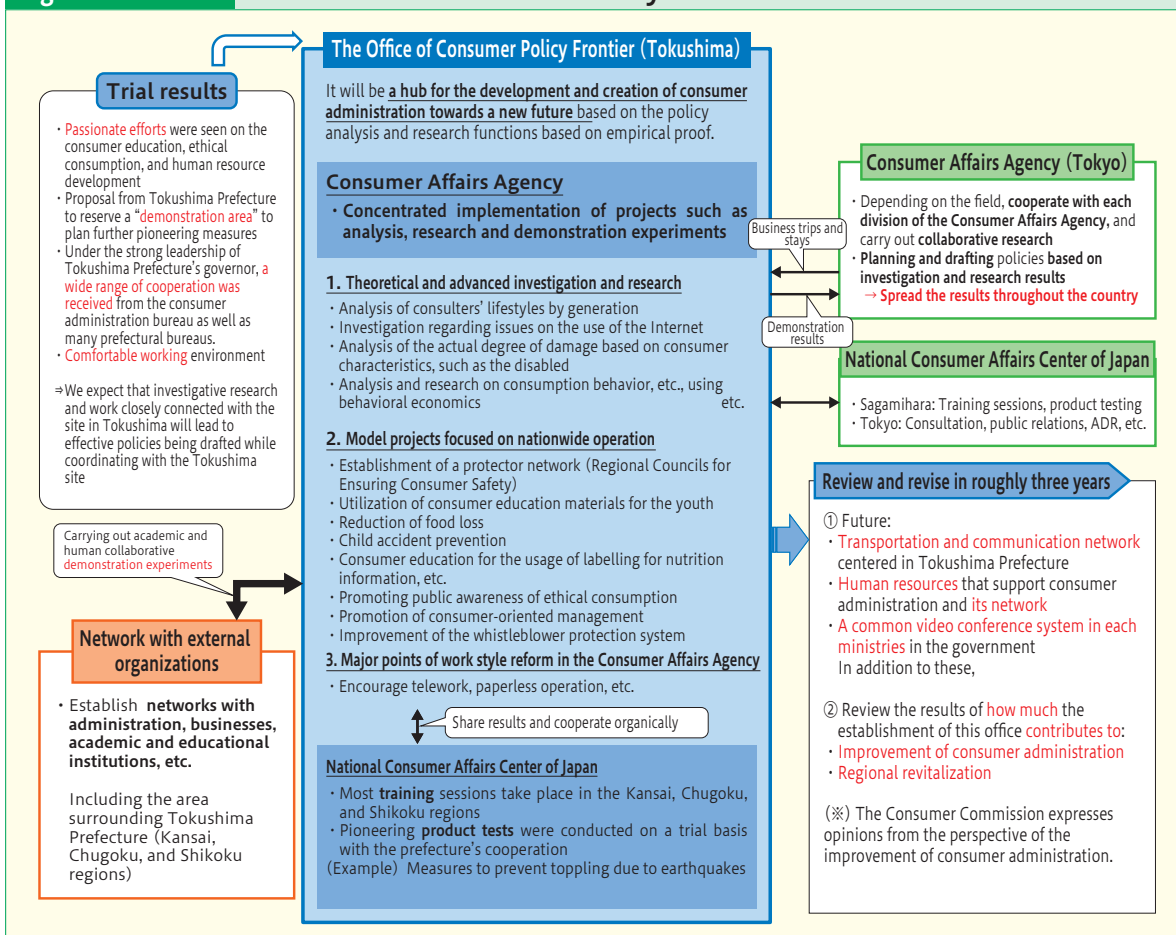 Trial results
・Passionate efforts were seen on the
consumer education, ethical
consumption, and human resource
development
・Proposal from Tokushima Prefecture
to reserve a “demonstration area” to
plan further pioneering measures
・Under the strong leadership of
Tokushima Prefecture's governor, a
wide range of cooperation was
received from the consumer
administration bureau as well as
many prefectural bureaus.
・Comfortable working environment
⇒We expect that investigative research
and work closely connected with the
site in Tokushima will lead to
effective policies being drafted while
coordinating with the Tokushima
site
Carrying out academic and
human collaborative
demonstration experiments
Network with external
organizations
・Establish networks with
administration, businesses,
academic and educational
institutions, etc.
Including the area
surrounding Tokushima
Prefecture (Kansai,
Chugoku, and Shikoku
regions)
The Office of Consumer Policy Frontier (Tokushima)
It will be a hub for the development and creation of consumer
administration towards a new future based on the policy
analysis and research functions based on empirical proof.
Consumer Affairs Agency
・Concentrated implementation of projects such as
analysis, research and demonstration experiments
1. Theoretical and advanced investigation and research
・Analysis of consulters' lifestyles by generation
・Investigation regarding issues on the use of the Internet
・Analysis of the actual degree of damage based on consumer
characteristics, such as the disabled
・Analysis and research on consumption behavior, etc., using
behavioral economics etc.
2. Model projects focused on nationwide operation
・Establishment of a protector network (Regional Councils for
Ensuring Consumer Safety)
・Utilization of consumer education materials for the youth
・Reduction of food loss
・Child accident prevention
・Consumer education for the usage of labelling for nutrition
information, etc.
・Promoting public awareness of ethical consumption
・Promotion of consumer-oriented management
・Improvement of the whistleblower protection system
3. Major points of work style reform in the Consumer Affairs Agency
・Encourage telework, paperless operation, etc.
Share results and cooperate organically
National Consumer Affairs Center of Japan
・Most training sessions take place in the Kansai, Chugoku,
and Shikoku regions
・Pioneering product tests were conducted on a trial basis
with the prefecture's cooperation
(Example) Measures to prevent toppling due to earthquakes
Business trips and
stays
Demonstration
results
Consumer Affairs Agency (Tokyo)
・Depending on the field, cooperate with each
division of the Consumer Affairs Agency, and
carry out collaborative research
・Planning and drafting policies based on
investigation and research results
→ Spread the results throughout the country
National Consumer Affairs Center of Japan
・Sagamihara: Training sessions, product testing
・Tokyo: Consultation, public relations, ADR, etc.
Review and revise in roughly three years
① Future:
・Transportation and communication network
centered in Tokushima Prefecture
・Human resources that support consumer
administration and its network
・A common video conference system in each
ministries in the government
In addition to these,
② Review the results of how much the
establishment of this office contributes to:
・Improvement of consumer administration
・Regional revitalization
(※) The Consumer Commission expresses
opinions from the perspective of the
improvement of consumer administration.